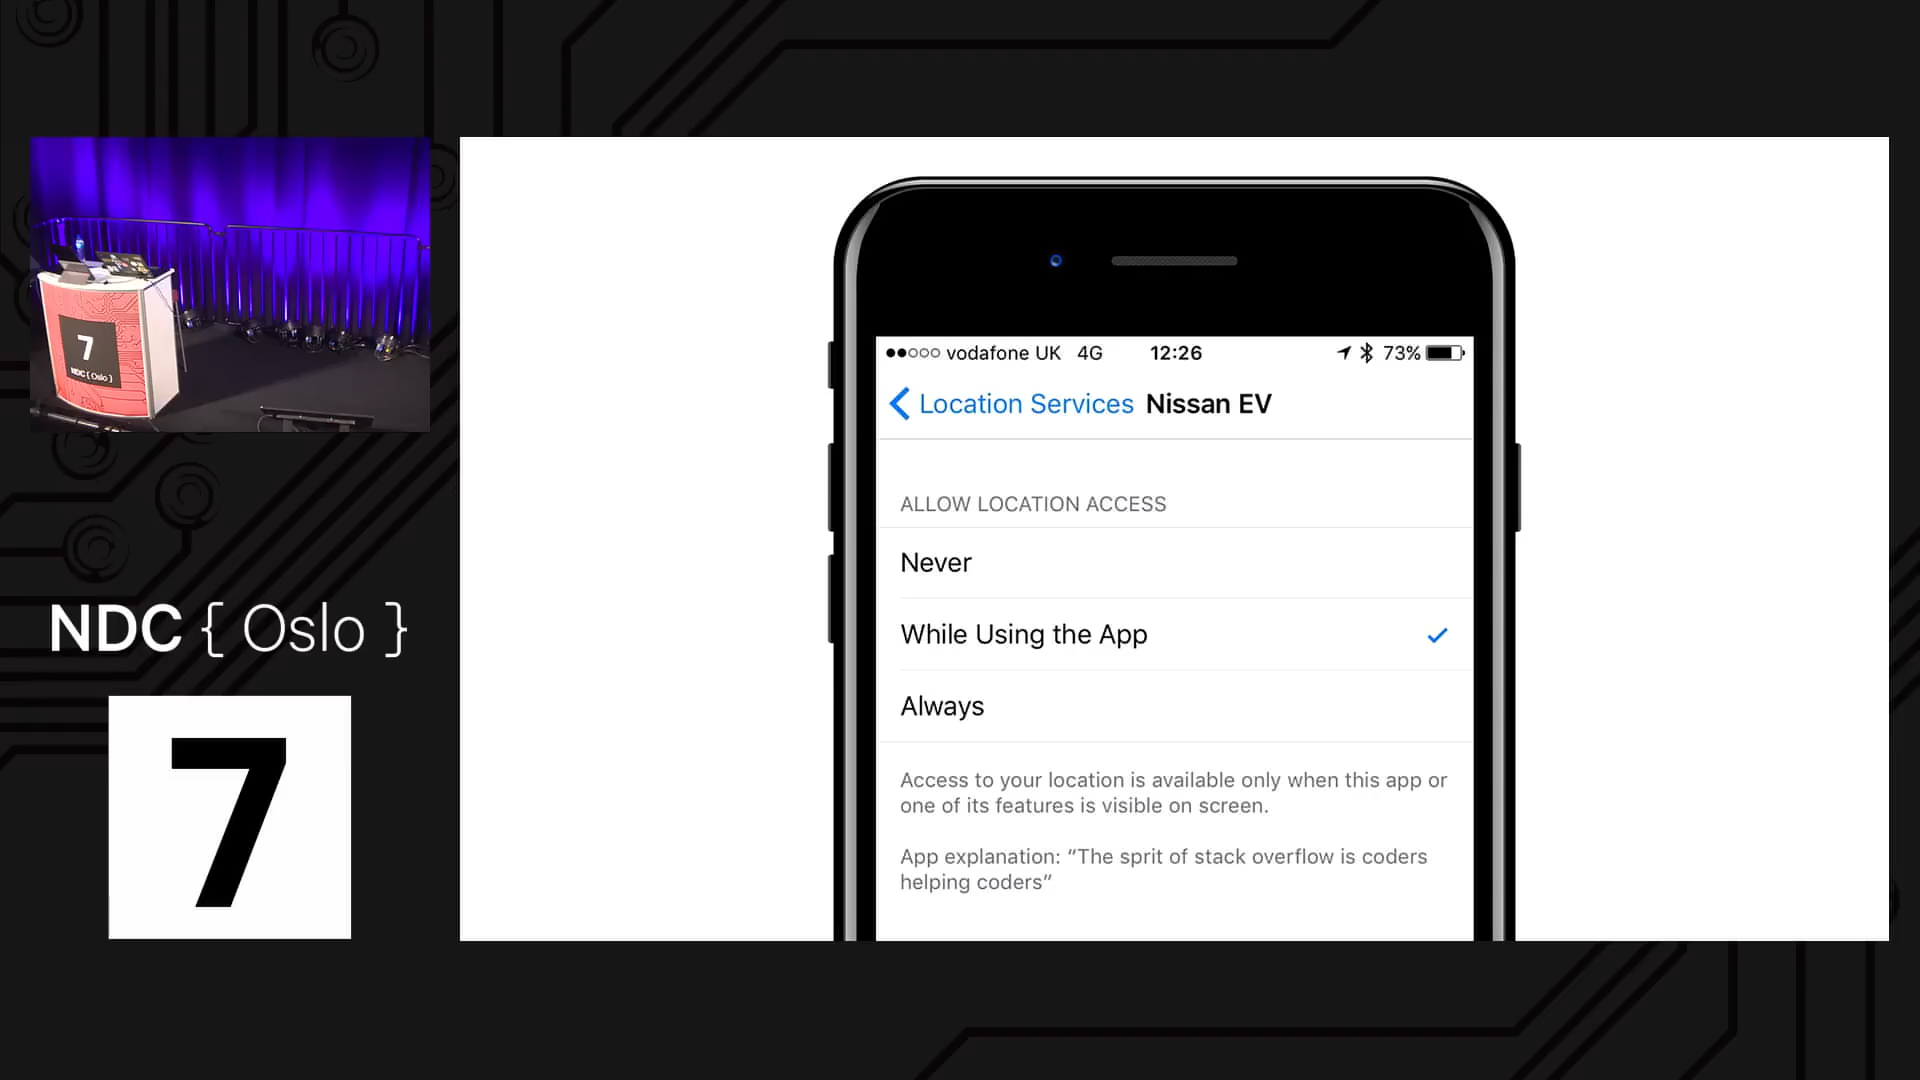 7
NDC { Oslo }
NDC { Oslo }
7
vodafone UK 4G 12:26 73%
Location Services Nissan EV
ALLOW LOCATION ACCESS
Never
While Using the App
Always
Access to your location is available only when this app or
one of its features is visible on screen.
App explanation: “The sprit of stack overflow is coders
helping coders”